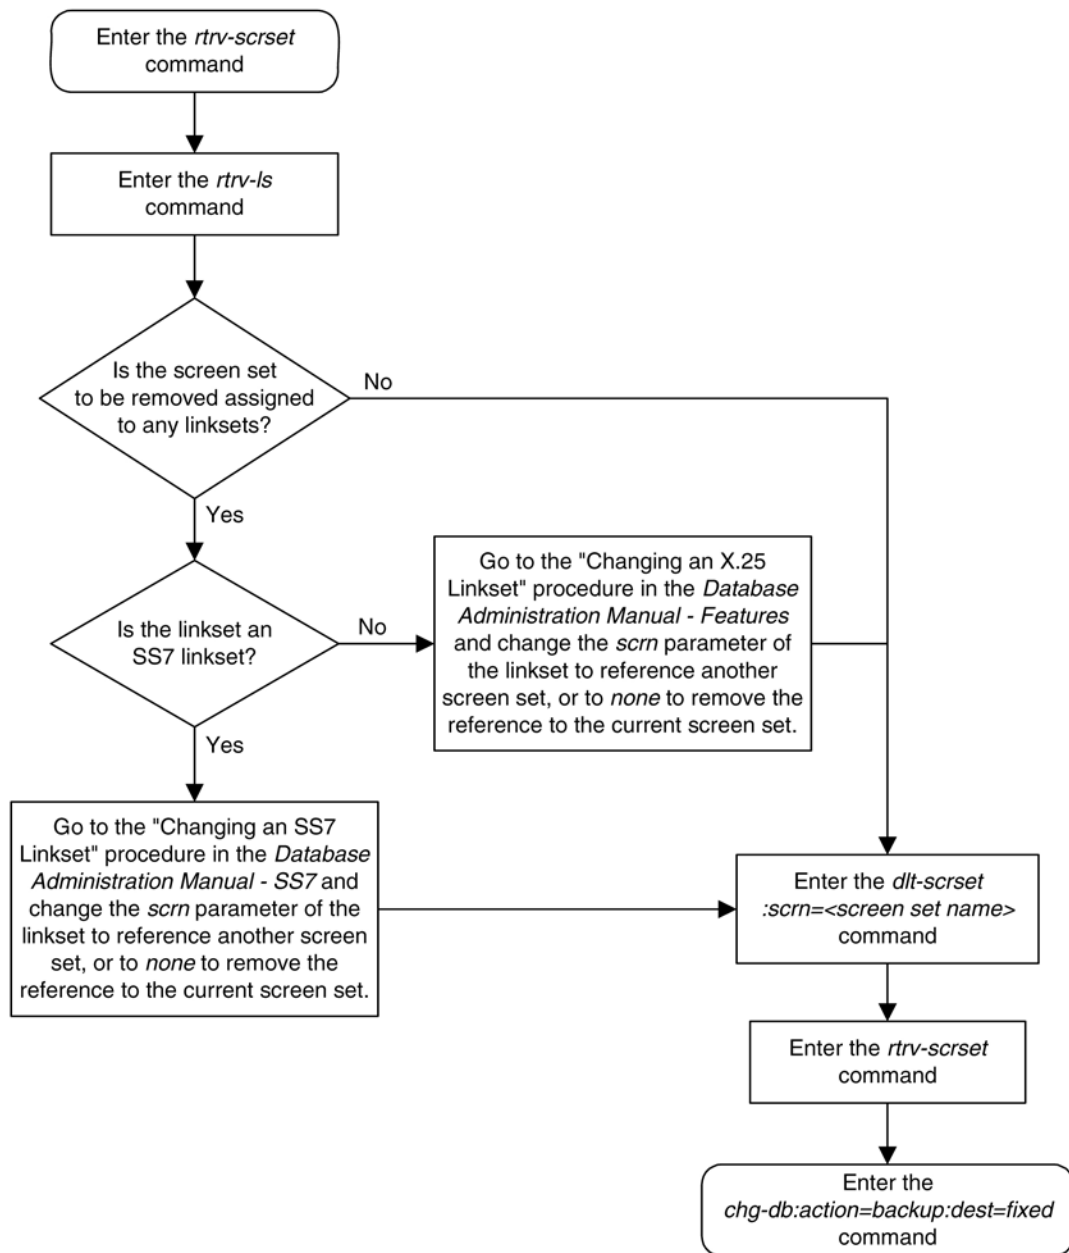 Enter the rtrv-scrset
command
Enter the rtrv-ls
command
Is the screen set
to be removed assigned
to any linksets?
No
Yes
Is the linkset an
SS7 linkset?
No
Go to the "Changing an X.25
Linkset" procedure in the Database
Administration Manual - Features
and change the scrn parameter of
the linkset to reference another
screen set, or to none to remove the
reference to the current screen set.
Yes
Go to the "Changing an SS7
Linkset" procedure in the Database
Administration Manual - SS7 and
change the scrn parameter of the
linkset to reference another screen
set, or to none to remove the
reference to the current screen set.
Enter the dlt-scrset
:scrn=<screen set name>
command
Enter the rtrv-scrset
command
Enter the
chg-db:action=backup:dest=fixed
command